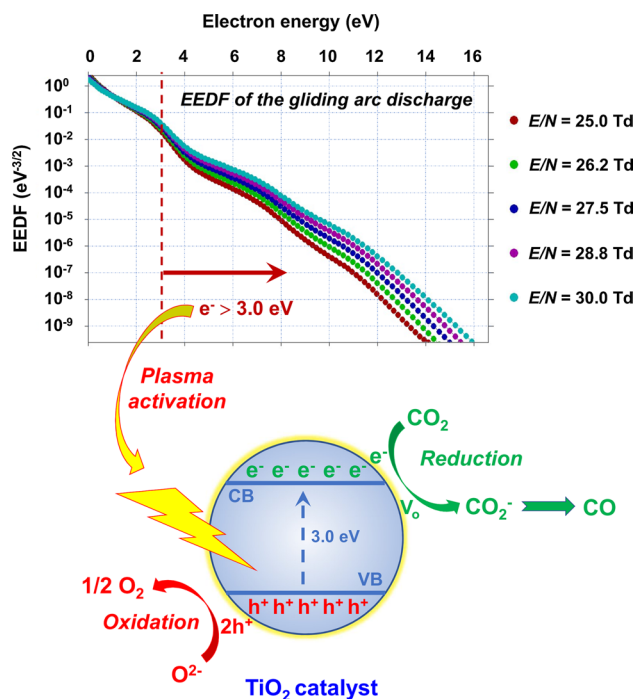 Electron energy (eV)
0 2 4 6 8 10 12 14 16
EEDF of the gliding arc discharge
EEDF (eV⁻³/²)
10⁰
10⁻¹
10⁻²
10⁻³
10⁻⁴
10⁻⁵
10⁻⁶
10⁻⁷
10⁻⁸
10⁻⁹
E/N = 25.0 Td
E/N = 26.2 Td
E/N = 27.5 Td
E/N = 28.8 Td
E/N = 30.0 Td
e⁻ > 3.0 eV
Plasma
activation
CO₂
e⁻
Reduction
e⁻ e⁻ e⁻ e⁻ e⁻
CB
Vₒ
CO₂⁻
CO
3.0 eV
VB
h⁺ h⁺ h⁺ h⁺ h⁺
1/2 O₂
Oxidation
2h⁺
O²⁻
TiO₂ catalyst